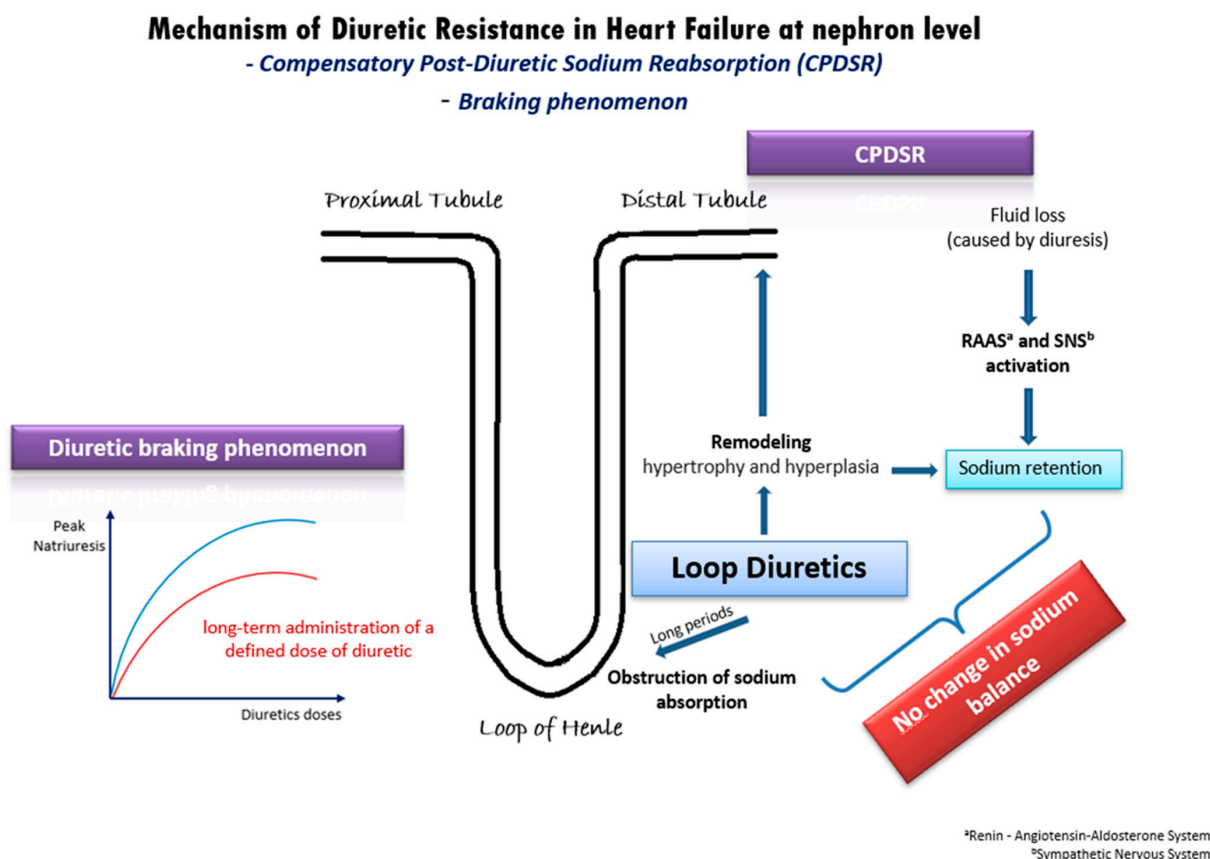 Mechanism of Diuretic Resistance in Heart Failure at nephron level
- Compensatory Post-Diuretic Sodium Reabsorption (CPDSR)
- Braking phenomenon
CPDSR
Proximal Tubule
Distal Tubule
Fluid loss
(caused by diuresis)
RAASᵃ and SNSᵇ
activation
Remodeling
hypertrophy and hyperplasia
Sodium retention
Diuretic braking phenomenon
Peak
Natriuresis
long-term administration of a
defined dose of diuretic
Diuretics doses
Loop Diuretics
Long periods
Obstruction of sodium
absorption
Loop of Henle
No change in sodium
balance
ᵃRenin - Angiotensin-Aldosterone System
ᵇSympathetic Nervous System